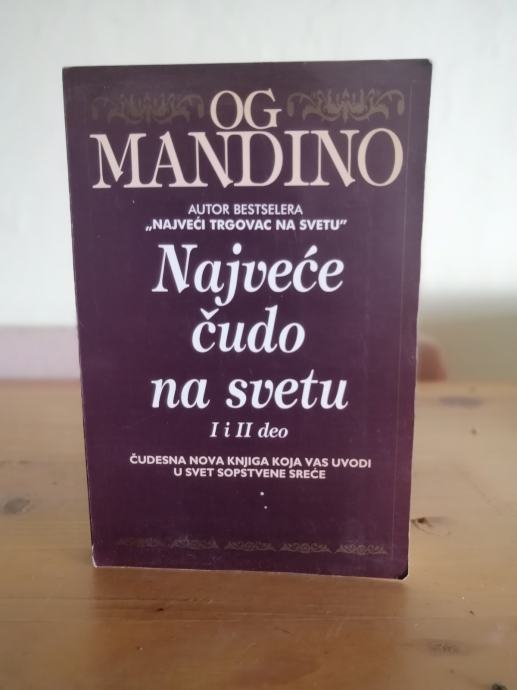 OG
MANDINO
AUTOR BESTSELERA
„NAJVEĆI TRGOVAC NA SVETU”
Najveće
čudo
na svetu
I i II deo
ČUDESNA NOVA KNJIGA KOJA VAS UVODI
U SVET SOPSTVENE SREĆE